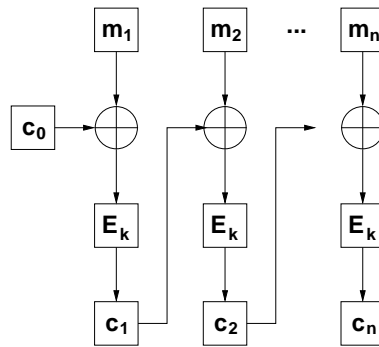 m₁ m₂ ... mₙ
c₀
Eₖ Eₖ Eₖ
c₁ c₂ cₙ